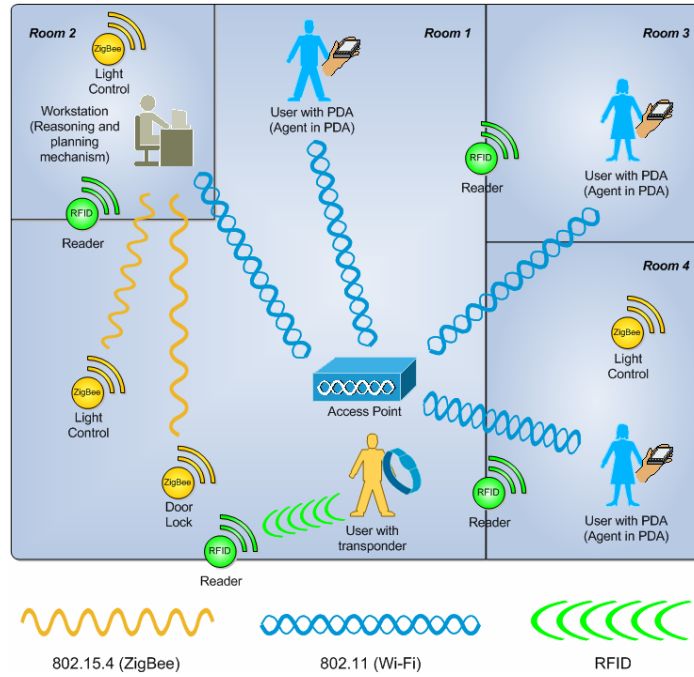 Room 2
Room 1
Room 3
ZigBee
Light
Control
Workstation
(Reasoning and
planning
mechanism)
User with PDA
(Agent in PDA)
RFID
Reader
User with PDA
(Agent in PDA)
RFID
Reader
Room 4
ZigBee
Light
Control
ZigBee
Light
Control
Access Point
ZigBee
Door
Lock
User with
transponder
RFID
Reader
User with PDA
(Agent in PDA)
RFID
Reader
802.15.4 (ZigBee)
802.11 (Wi-Fi)
RFID